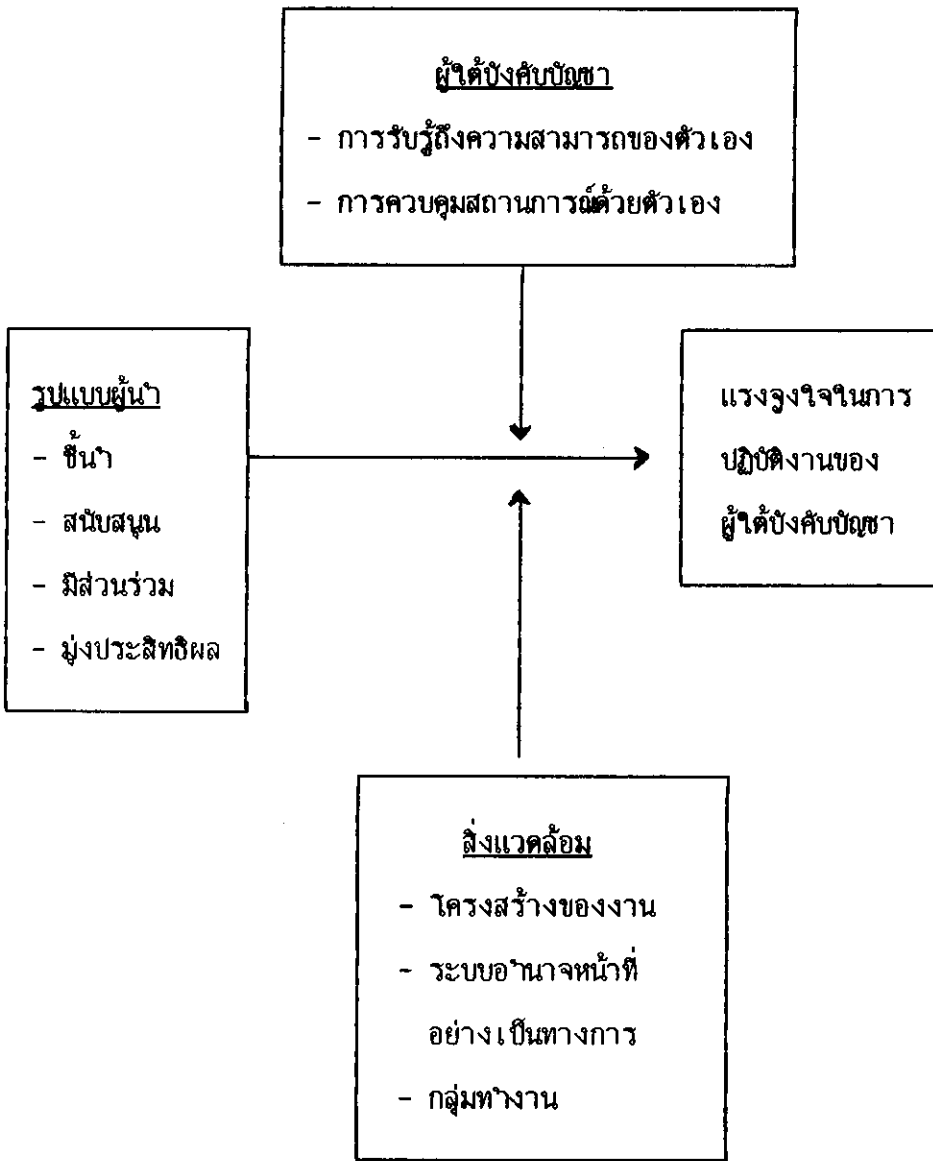 ผู้ใต้บังคับบัญชา
- การรับรู้ถึงความสามารถของตัวเอง
- การควบคุมสถานการณ์ด้วยตัวเอง
รูปแบบผู้นำ
- ชี้นำ
- สนับสนุน
- มีส่วนร่วม
- มุ่งประสิทธิผล
แรงจูงใจในการ
ปฏิบัติงานของ
ผู้ใต้บังคับบัญชา
สิ่งแวดล้อม
- โครงสร้างของงาน
- ระบบอำนาจหน้าที่
อย่างเป็นทางการ
- กลุ่มทำงาน